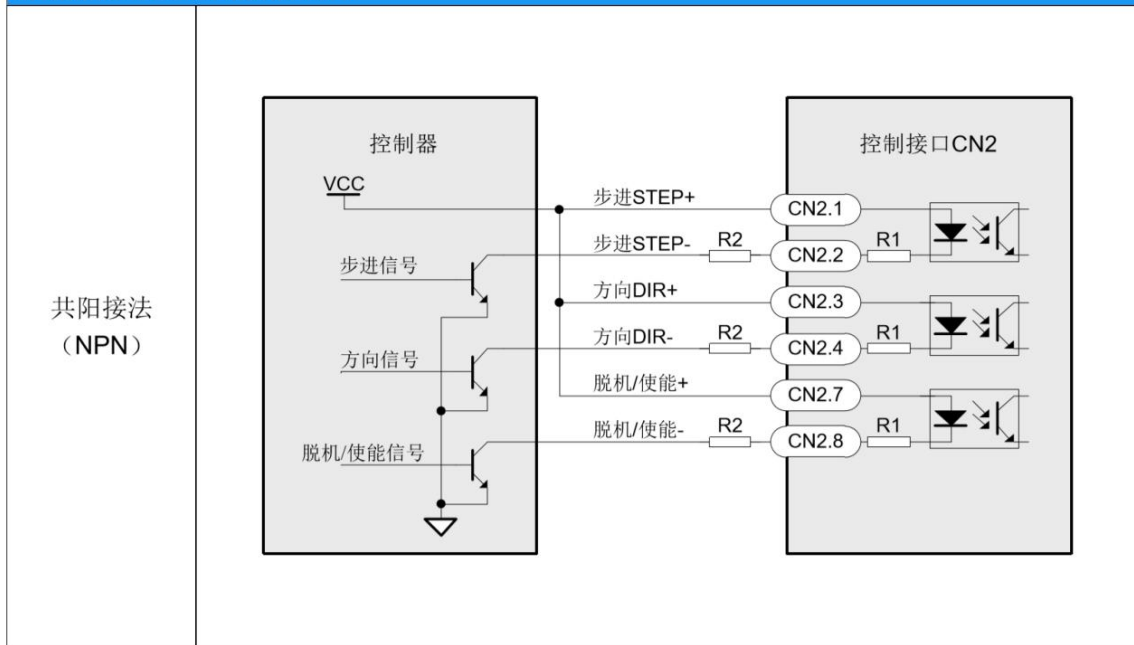 共阳接法
（NPN）
控制器
VCC
步进信号
方向信号
脱机/使能信号
步进STEP+
步进STEP-
R2
方向DIR+
方向DIR-
R2
脱机/使能+
脱机/使能-
R2
控制接口CN2
CN2.1
CN2.2
R1
CN2.3
CN2.4
R1
CN2.7
CN2.8
R1